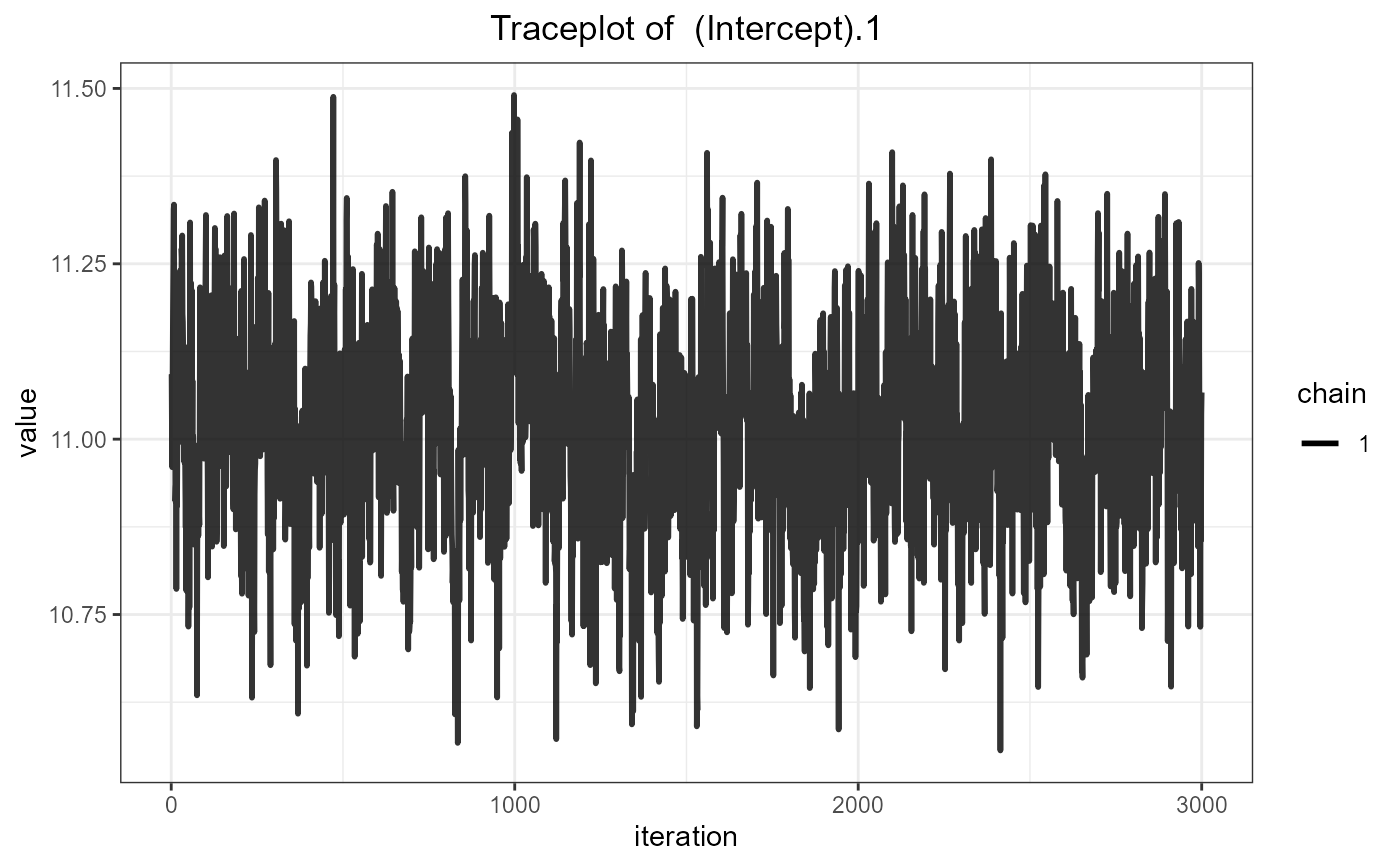 Traceplot of  (Intercept).1
11.50
11.25
11.00
10.75
value
0 1000 2000 3000
iteration
chain
1